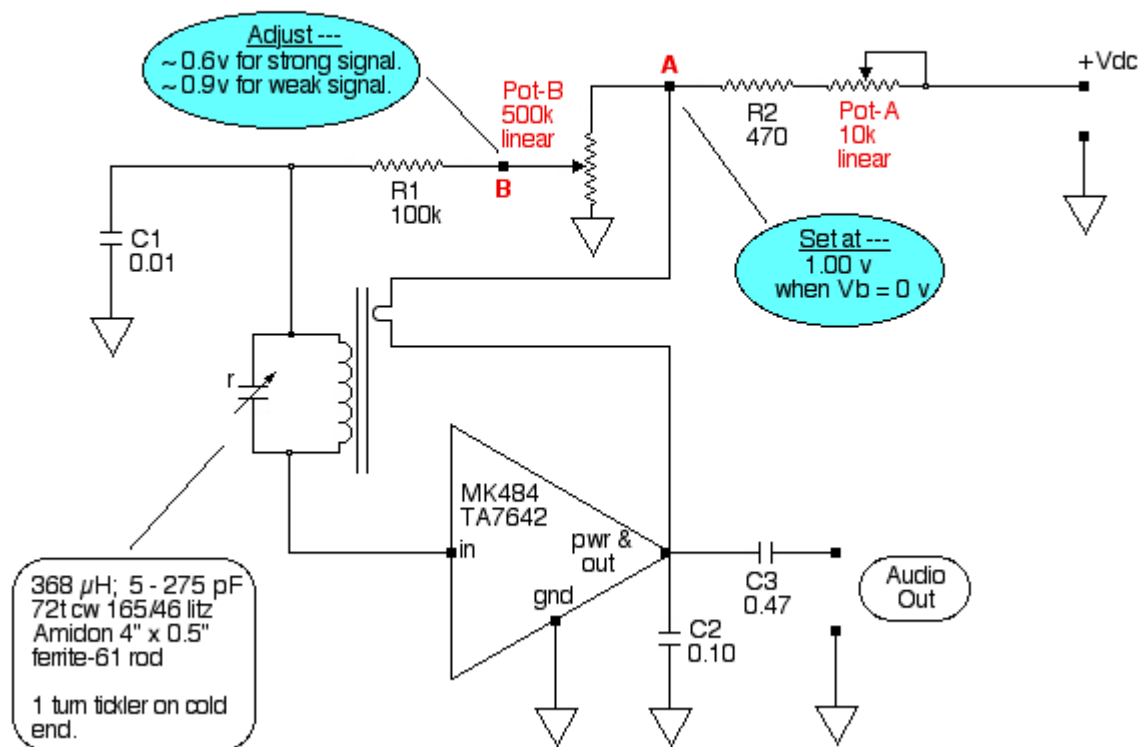 Adjust ---
~ 0.6v for strong signal.
~ 0.9v for weak signal.
Pot-B
500k
linear
A
R2
470
Pot-A
10k
linear
+Vdc
B
R1
100k
C1
0.01
Set at ---
1.00 v
when Vb = 0 v
r
MK484
TA7642
in
pwr &
out
gnd
C3
0.47
Audio
Out
C2
0.10
368 µH; 5 - 275 pF
72t cw 165/46 litz
Amidon 4" x 0.5"
ferrite-61 rod
1 turn tickler on cold
end.